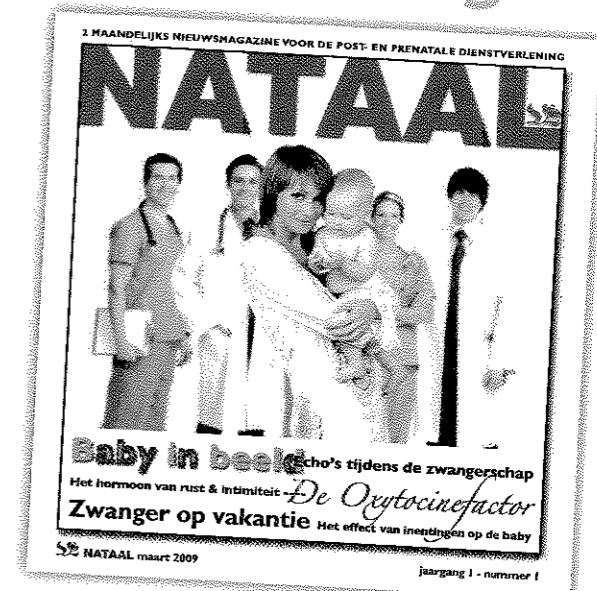 2 MAANDELIJKS NIEUWSMAGAZINE VOOR DE POST- EN PRENATALE DIENSTVERLENING
NATAAL
Baby in beeld Echo's tijdens de zwangerschap
Het hormoon van rust & intimiteit - De Oxytocinefactor
Zwanger op vakantie Het effect van inentingen op de baby
NATAAL maart 2009
jaargang 1 - nummer 1